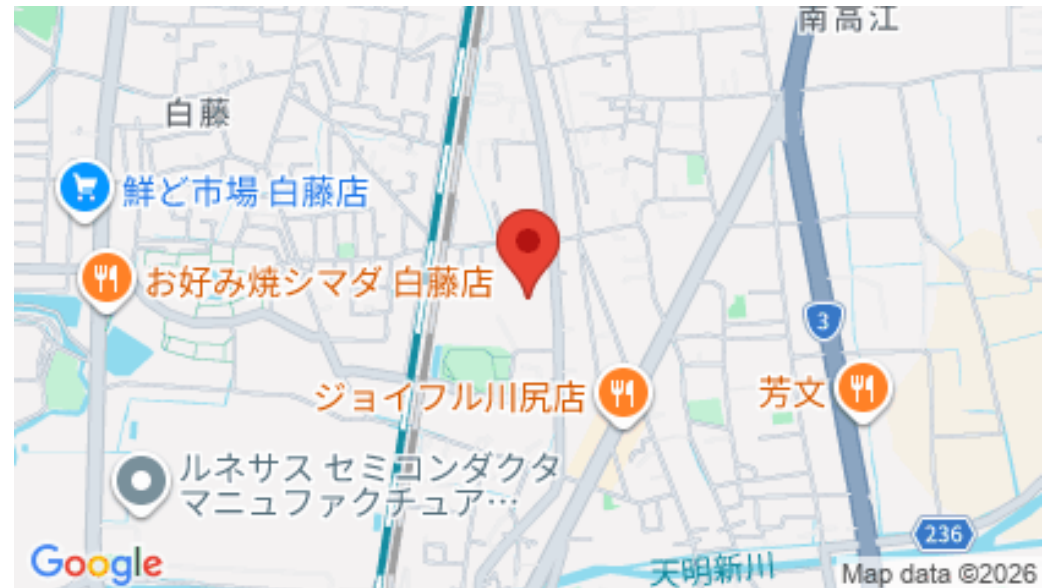 南高江
白藤
鮮ど市場 白藤店
お好み焼シマダ 白藤店
3
ジョイフル川尻店
芳文
ルネサス セミコンダクタ
マニュファクチュア…
236
天明新川
Google
Map data ©2026